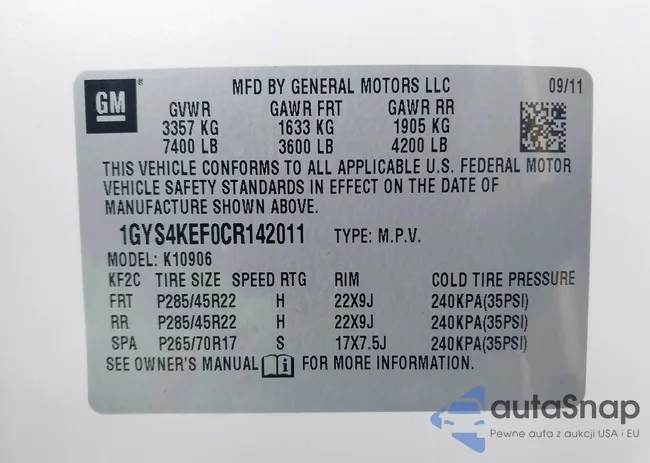 GM ®
MFD BY GENERAL MOTORS LLC 09/11
GVWR GAWR FRT GAWR RR
3357 KG 1633 KG 1905 KG
7400 LB 3600 LB 4200 LB
THIS VEHICLE CONFORMS TO ALL APPLICABLE U.S. FEDERAL MOTOR
VEHICLE SAFETY STANDARDS IN EFFECT ON THE DATE OF
MANUFACTURE SHOWN ABOVE.
1GYS4KEF0CR142011 TYPE: M.P.V.
MODEL: K10906
KF2C TIRE SIZE SPEED RTG RIM COLD TIRE PRESSURE
FRT P285/45R22 H 22X9J 240KPA(35PSI)
RR P285/45R22 H 22X9J 240KPA(35PSI)
SPA P265/70R17 S 17X7.5J 240KPA(35PSI)
SEE OWNER'S MANUAL i FOR MORE INFORMATION.
autaSnap
Pewne auta z aukcji USA i EU